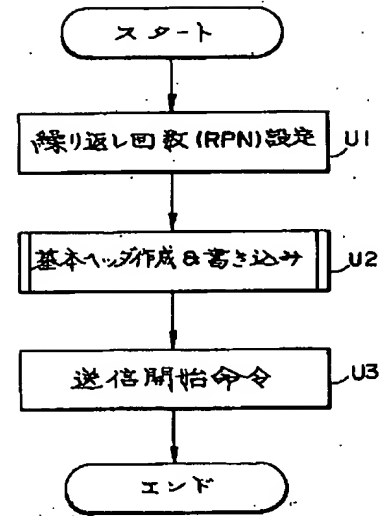 スタート
繰り返し回数(RPN)設定 U1
基本ヘッダ作成&書き込み U2
送信開始命令 U3
エンド